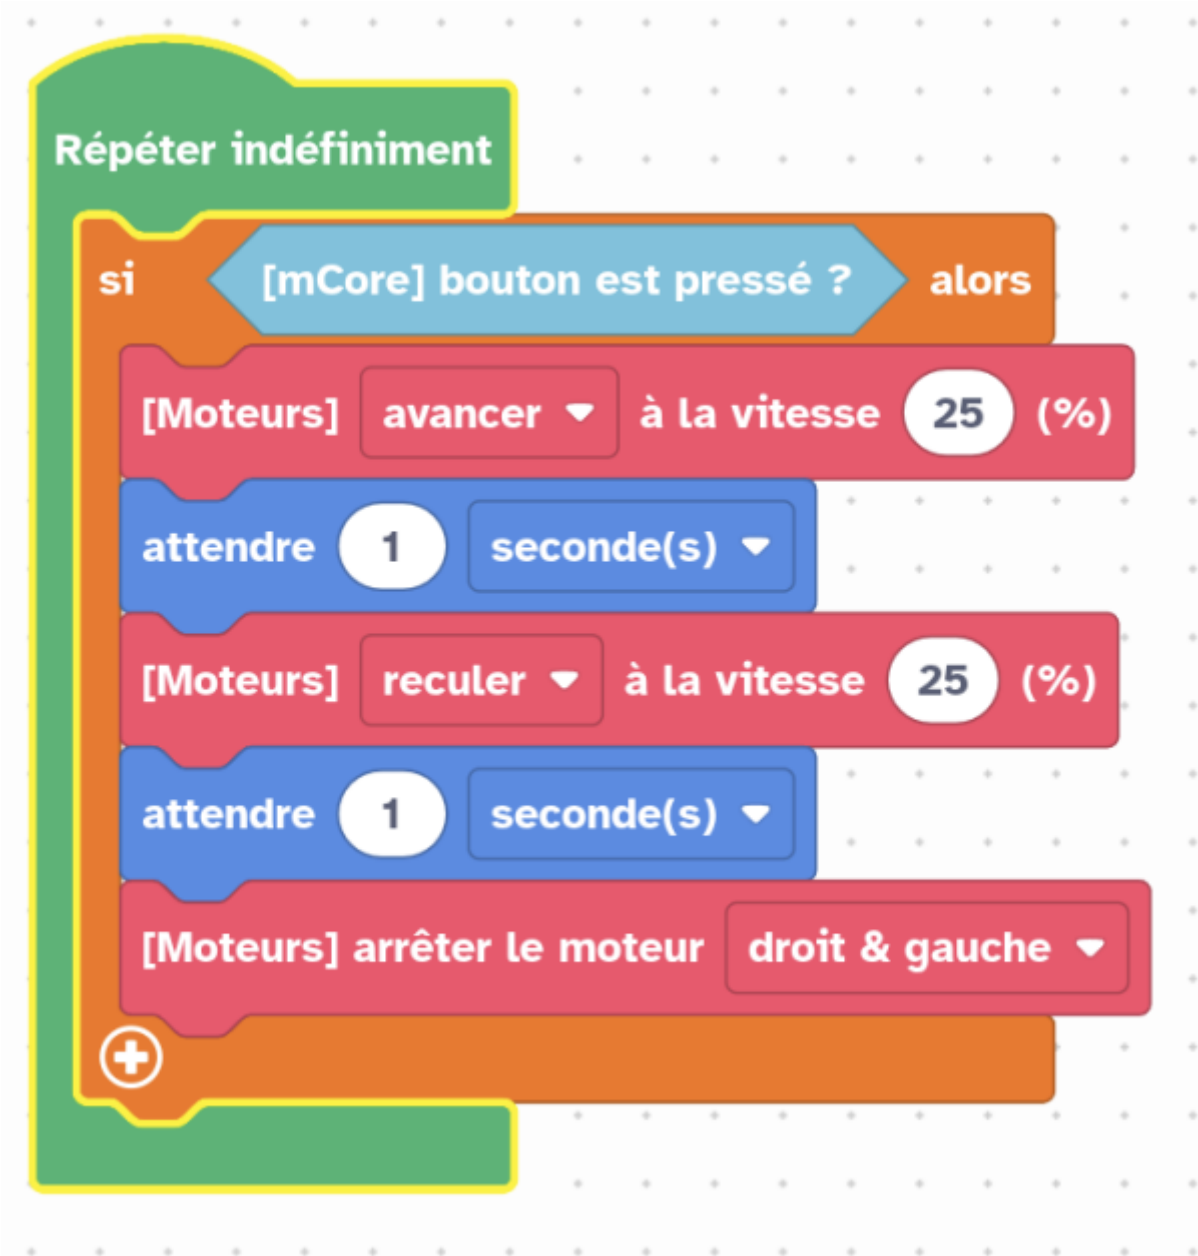 Répéter indéfiniment
si [mCore] bouton est pressé ? alors
[Moteurs] avancer à la vitesse 25 (%)
attendre 1 seconde(s)
[Moteurs] reculer à la vitesse 25 (%)
attendre 1 seconde(s)
[Moteurs] arrêter le moteur droit & gauche